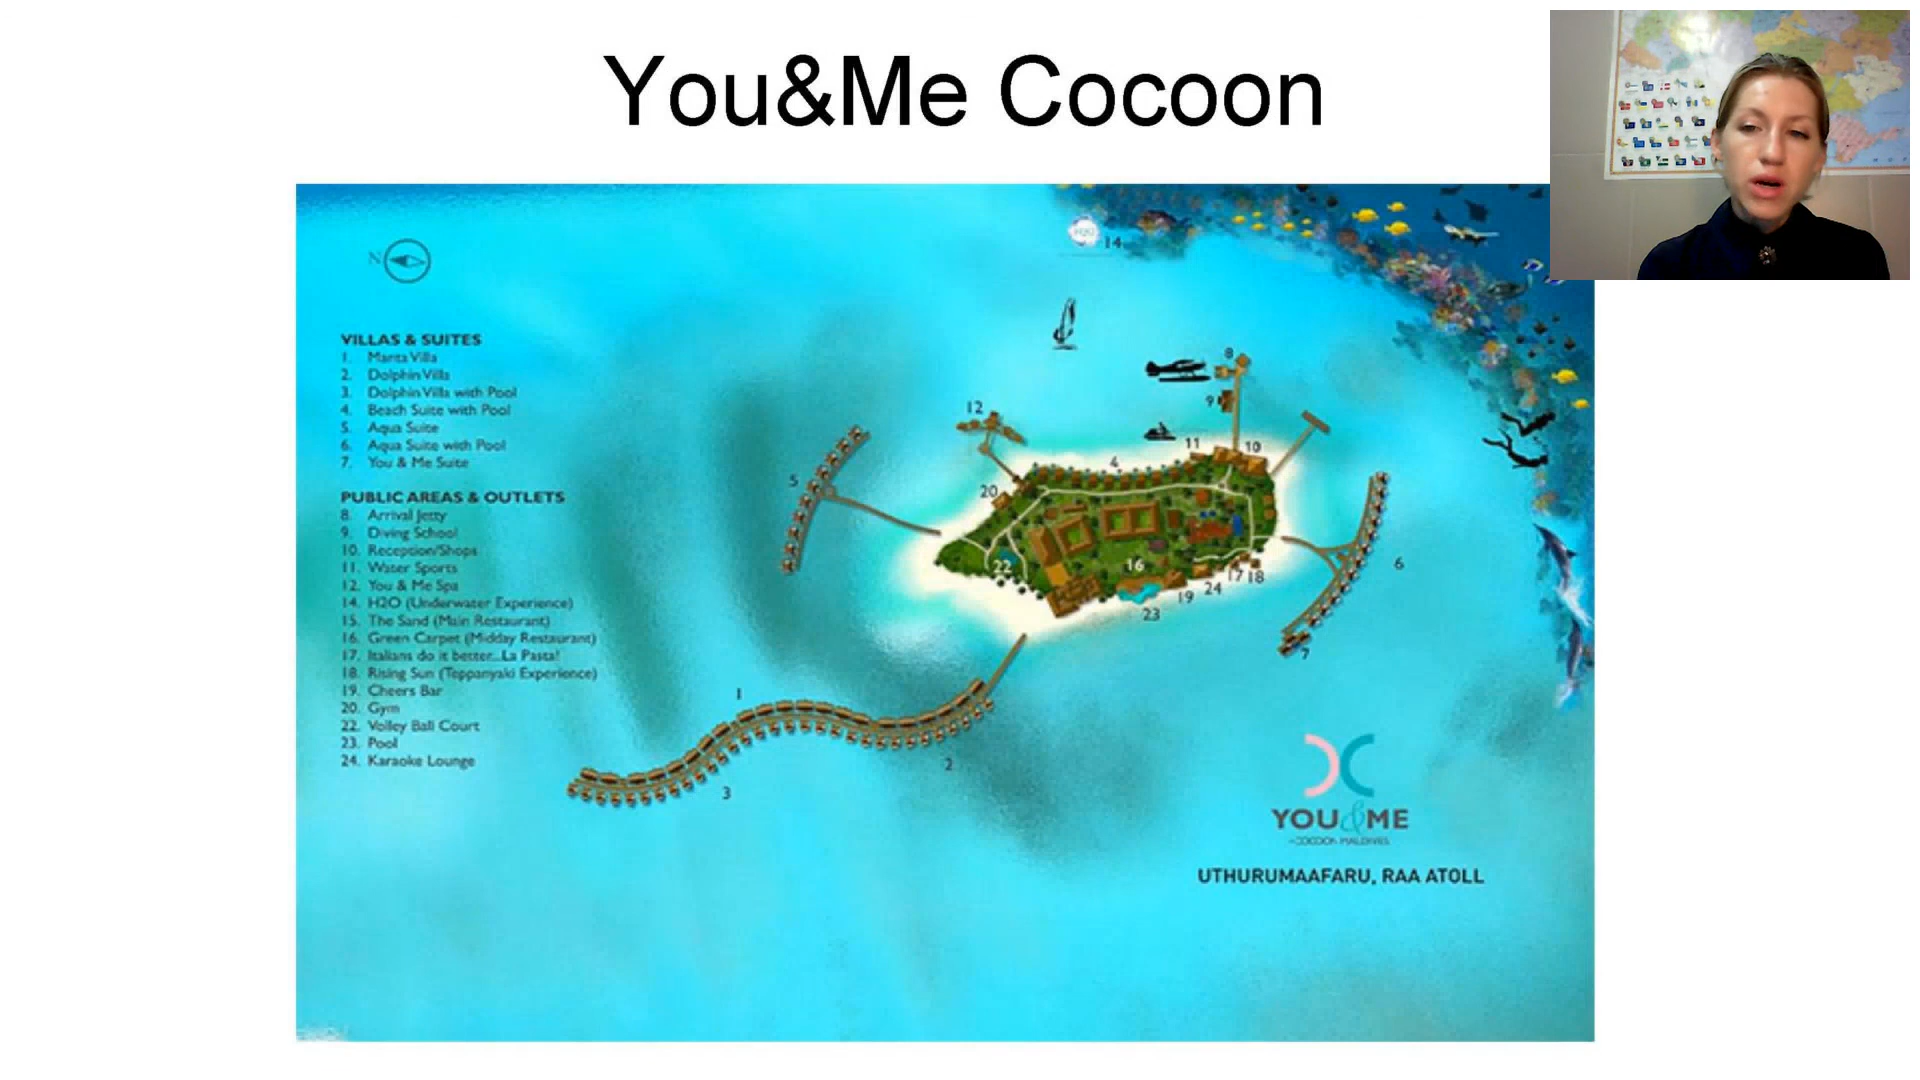 You&Me Cocoon
N
14
VILLAS & SUITES
1. Manta Villa
2. Dolphin Villa
3. Dolphin Villa with Pool
4. Beach Suite with Pool
5. Aqua Suite
6. Aqua Suite with Pool
7. You & Me Suite
PUBLIC AREAS & OUTLETS
8. Arrival Jetty
9. Diving School
10. Reception/Shops
11. Water Sports
12. You & Me Spa
14. H2O (Underwater Experience)
15. The Sand (Main Restaurant)
16. Green Carpet (Midday Restaurant)
17. Italians do it better...La Pasta!
18. Rising Sun (Teppanyaki Experience)
19. Cheers Bar
20. Gym
22. Volley Ball Court
23. Pool
24. Karaoke Lounge
8
9
12
11
10
4
5
20
6
22
16
17
18
24
19
23
7
1
2
3
YOU & ME
COCOON MALDIVES
UTHURUMAAFARU, RAA ATOLL